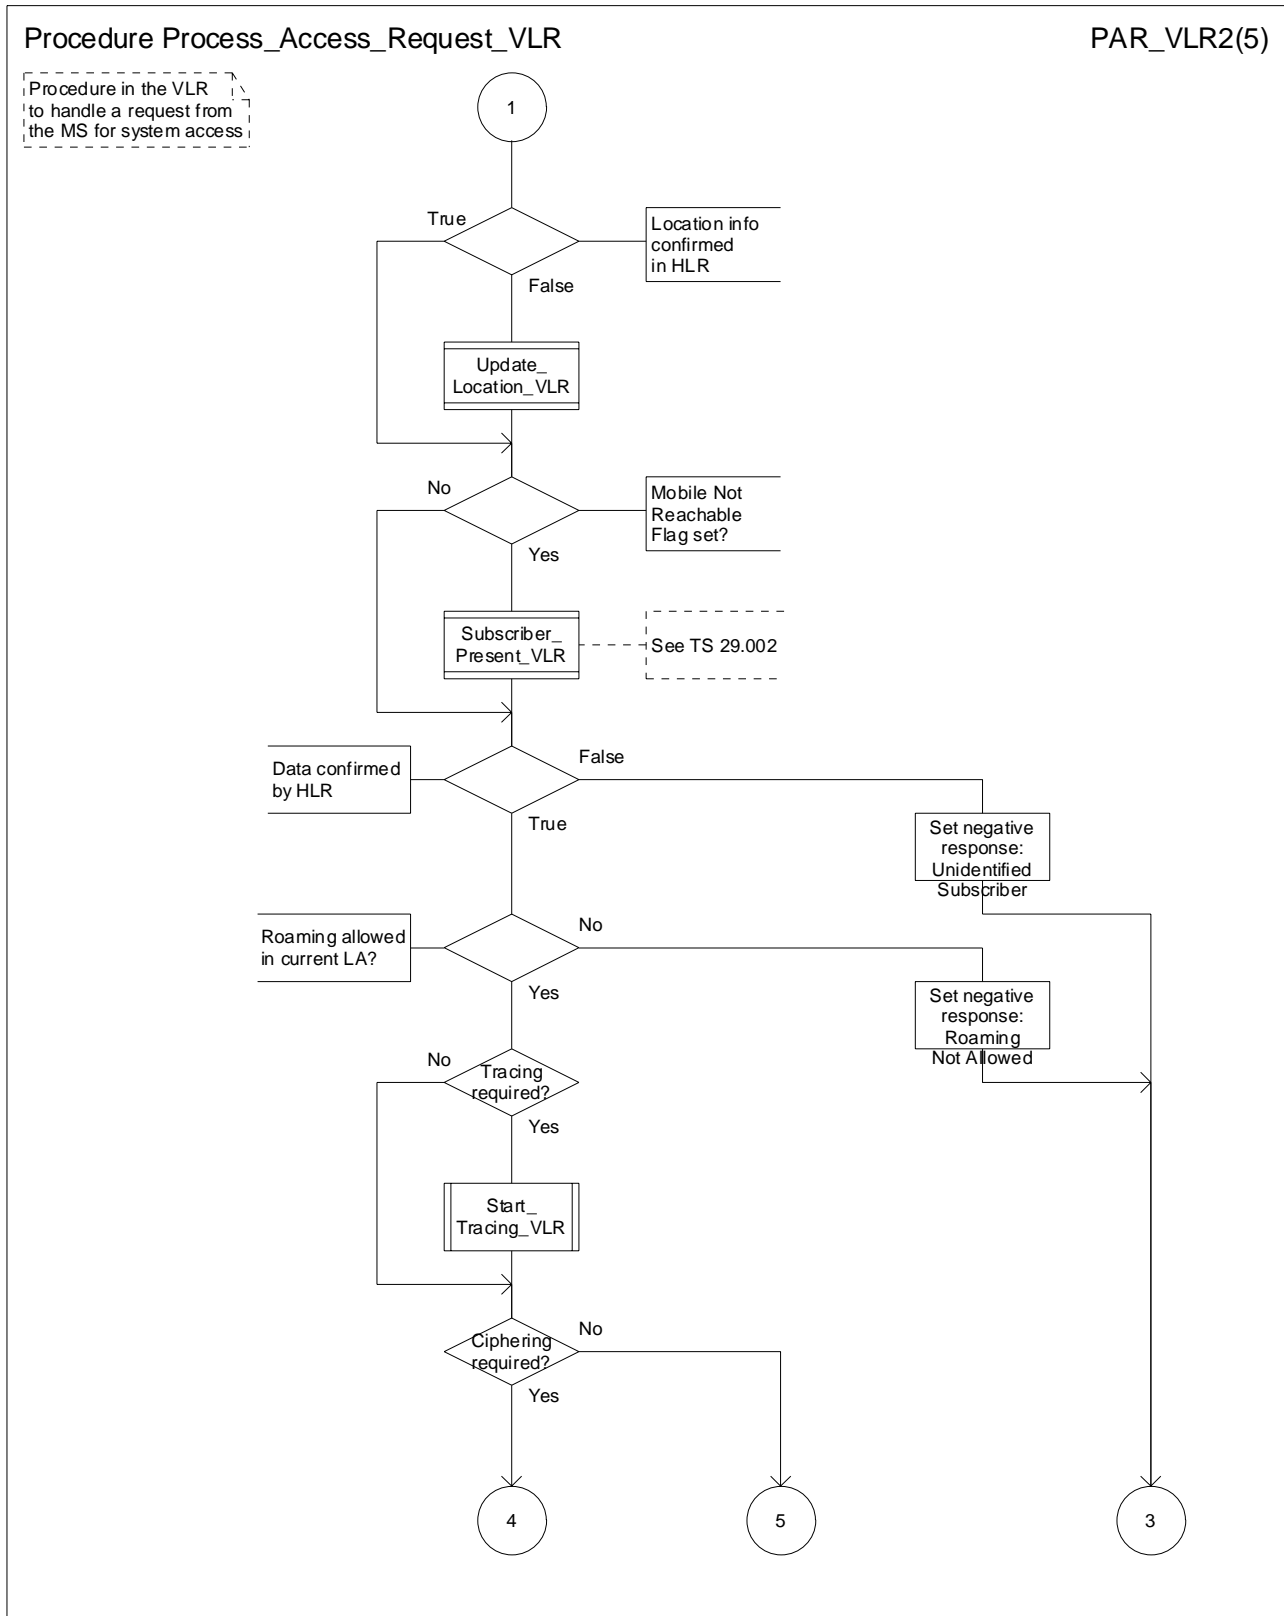 Procedure Process_Access_Request_VLR
PAR_VLR2(5)
Procedure in the VLR
to handle a request from
the MS for system access
1
True
Location info
confirmed
in HLR
False
Update_
Location_VLR
No
Mobile Not
Reachable
Flag set?
Yes
Subscriber_
Present_VLR
See TS 29.002
Data confirmed
by HLR
False
True
Set negative
response:
Unidentified
Subscriber
Roaming allowed
in current LA?
No
Yes
Set negative
response:
Roaming
Not Allowed
No
Tracing
required?
Yes
Start_
Tracing_VLR
Ciphering
required?
No
Yes
4
5
3